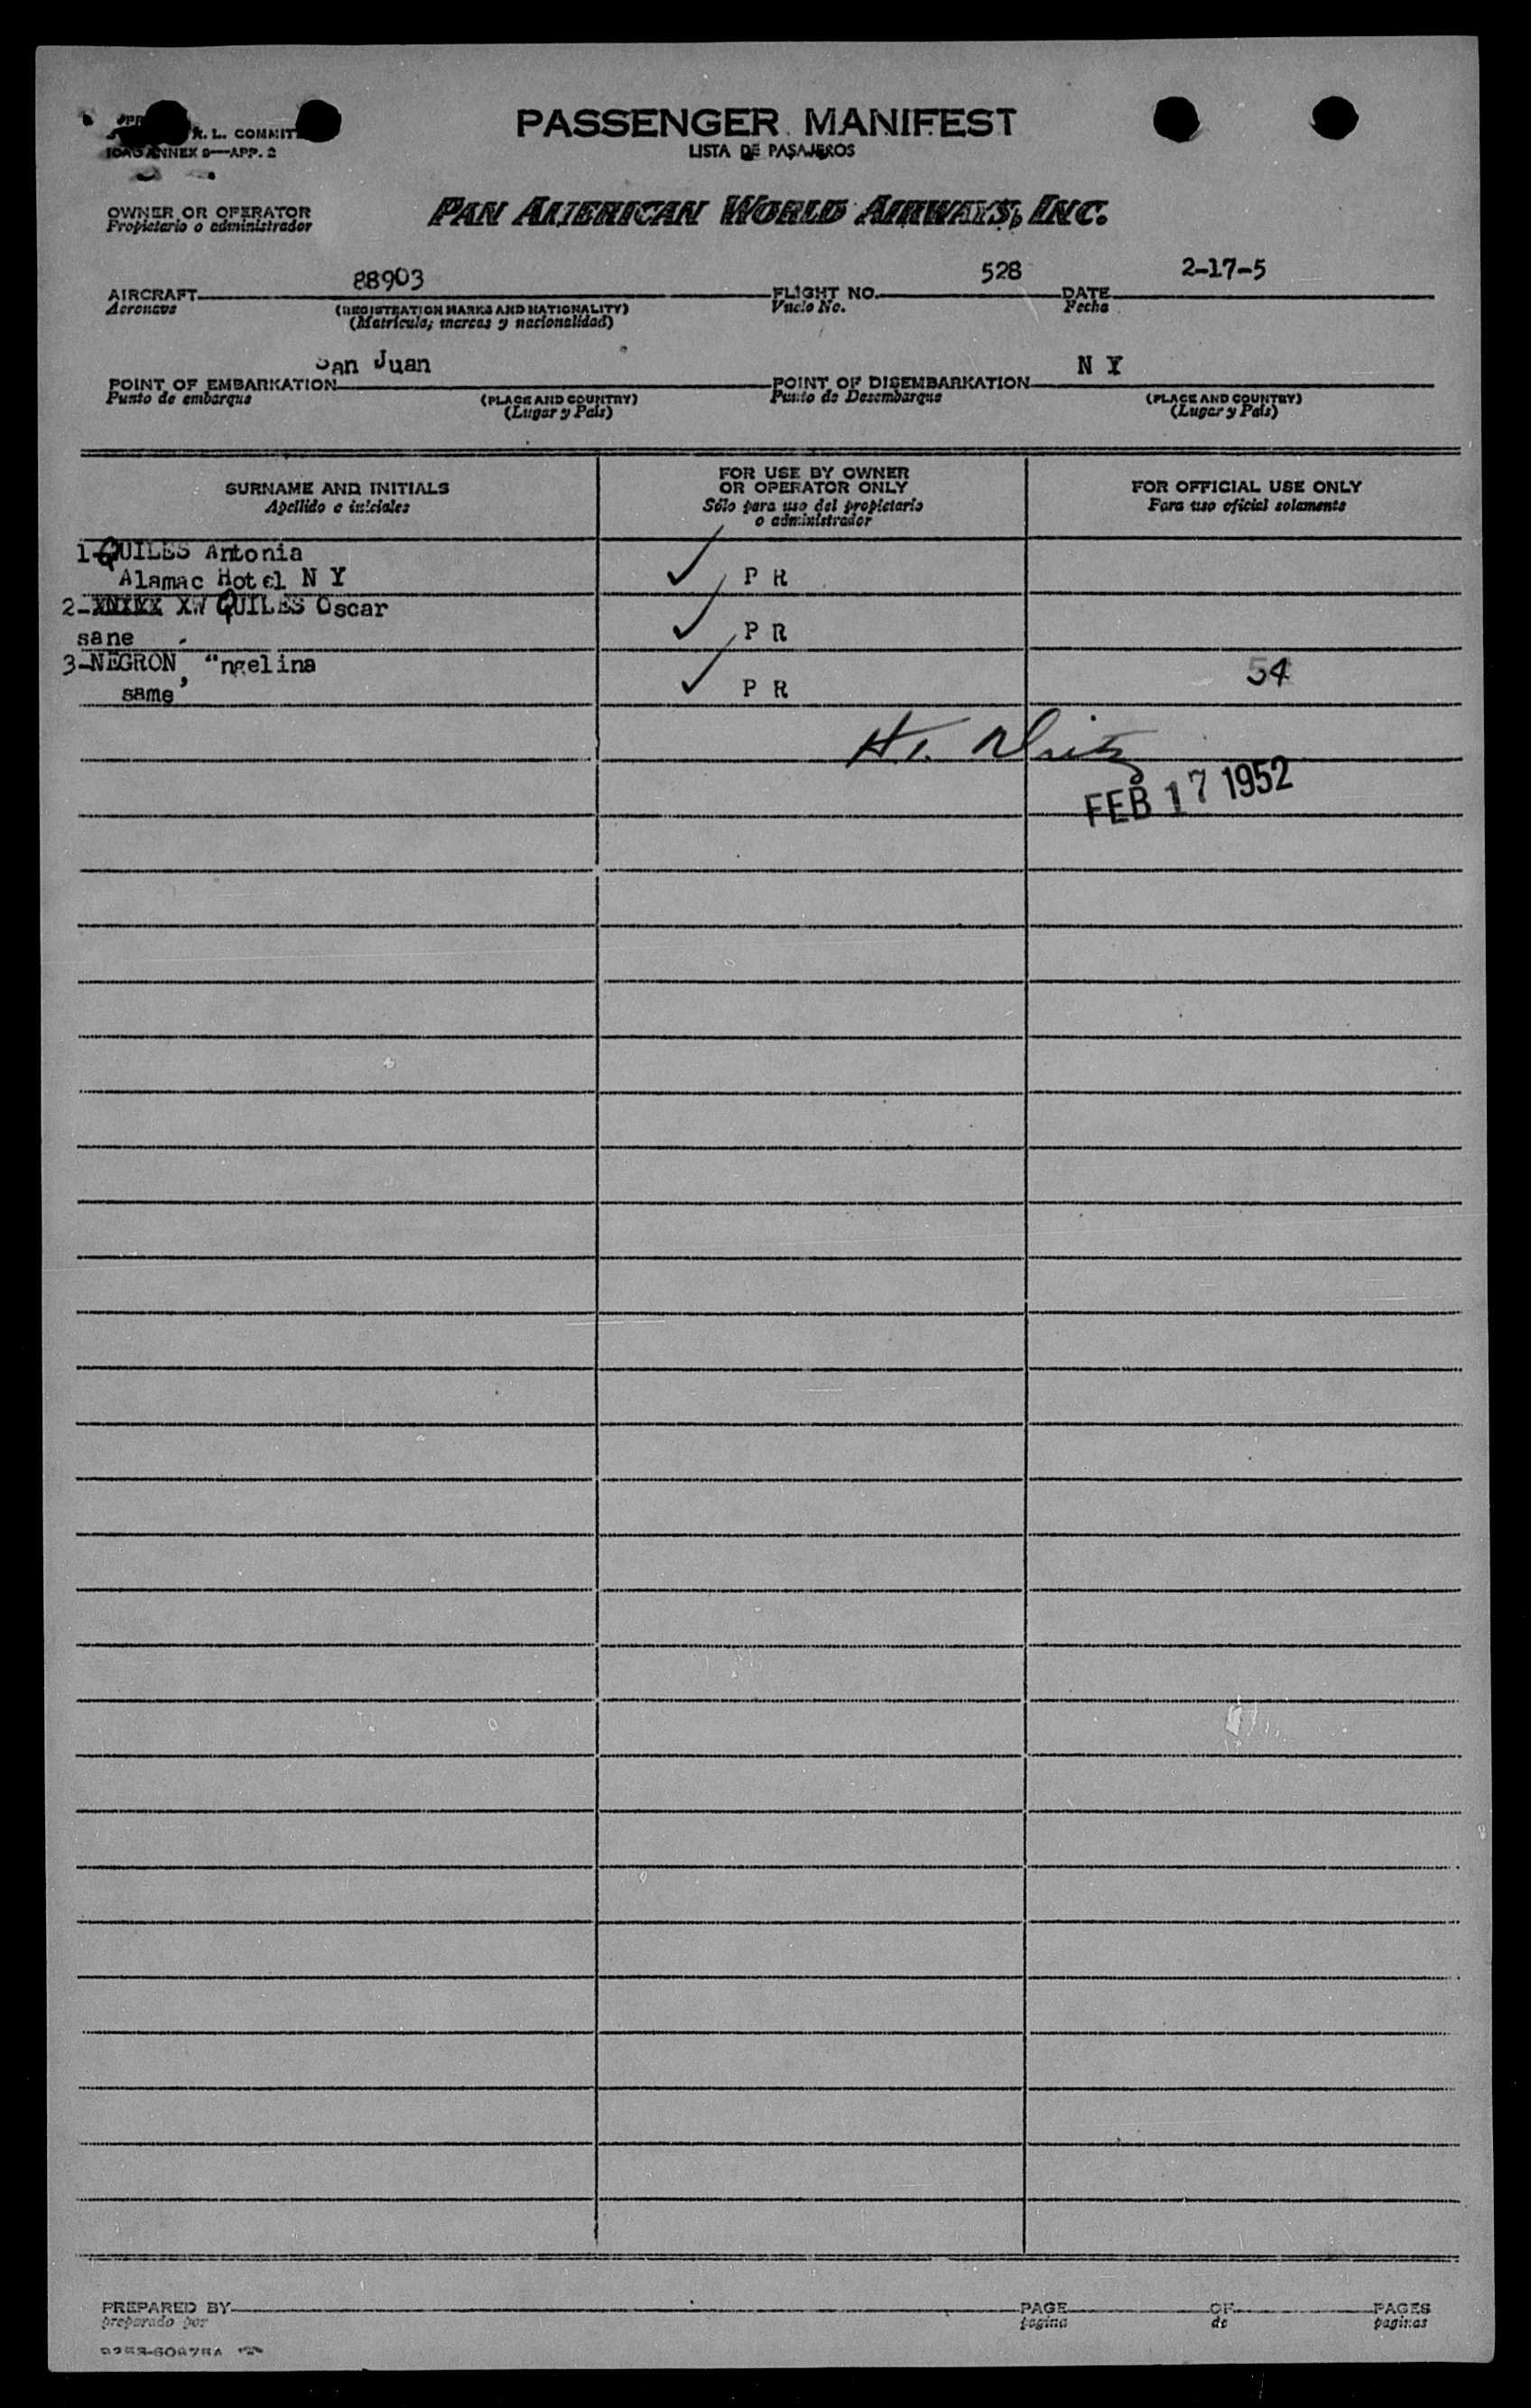 R. L. COMMIT
ICAO ANNEX 9—APP. 2
PASSENGER MANIFEST
LISTA DE PASAJEROS
OWNER OR OPERATOR
Propietario o administrador
PAN AMERICAN WORLD AIRWAYS, INC.
AIRCRAFT 88903 FLIGHT NO. 528 DATE 2-17-5
Aeronave (REGISTRATION MARKS AND NATIONALITY) Vuelo No. Fecha
(Matrícula, marcas y nacionalidad)
POINT OF EMBARKATION San Juan POINT OF DISEMBARKATION N Y
Punto de embarque (PLACE AND COUNTRY) Punto de Desembarque (PLACE AND COUNTRY)
(Lugar y País) (Lugar y País)
SURNAME AND INITIALS
Apellido e iniciales
FOR USE BY OWNER
OR OPERATOR ONLY
Sólo para uso del propietario
o administrador
FOR OFFICIAL USE ONLY
Para uso oficial solamente
1-QUILES Antonia
Alamac Hotel N Y ✓ P R
2- XW QUILES Oscar
sane ✓ P R
3-NEGRON, "ngelina
same ✓ P R 54
H.
FEB 17 1952
PREPARED BY PAGE OF PAGES
preparado por pagina de paginas